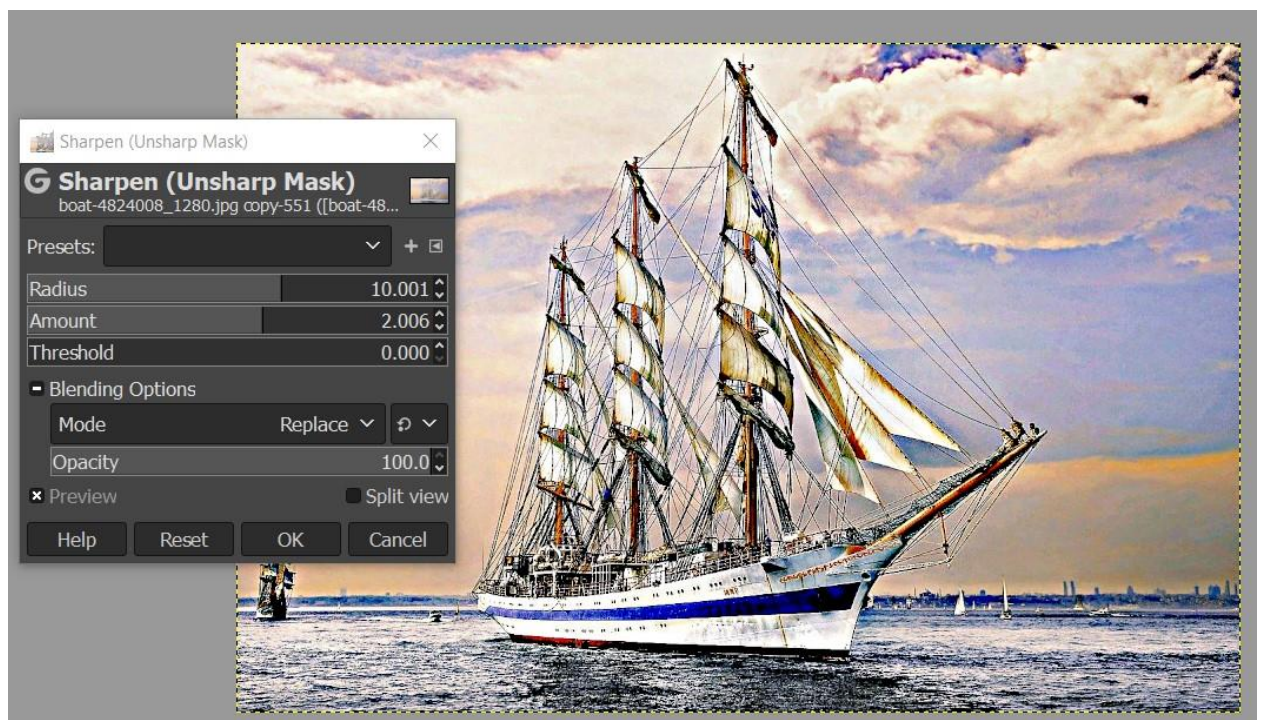 Sharpen (Unsharp Mask)
G Sharpen (Unsharp Mask)
boat-4824008_1280.jpg copy-551 ([boat-48...
Presets:
Radius 10.001
Amount 2.006
Threshold 0.000
Blending Options
Mode Replace
Opacity 100.0
Preview Split view
Help Reset OK Cancel